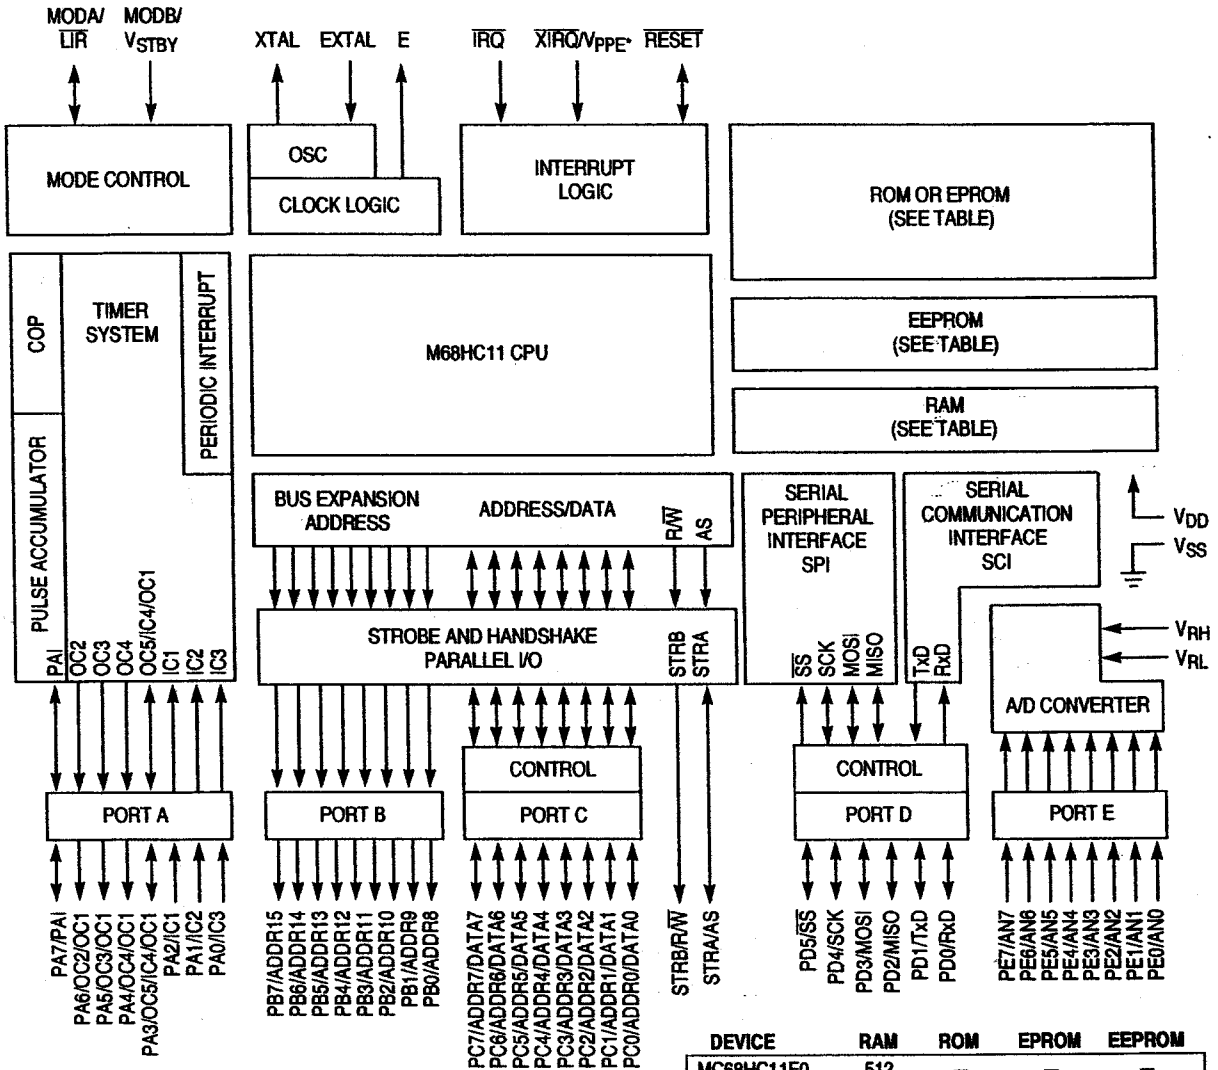 MODA/
LIR
MODB/
VSTBY
XTAL
EXTAL
E
IRQ
XIRQ/VPPE*
RESET
MODE CONTROL
OSC
CLOCK LOGIC
INTERRUPT
LOGIC
ROM OR EPROM
(SEE TABLE)
COP
TIMER
SYSTEM
PERIODIC INTERRUPT
M68HC11 CPU
EEPROM
(SEE TABLE)
RAM
(SEE TABLE)
PULSE ACCUMULATOR
BUS EXPANSION
ADDRESS
ADDRESS/DATA
R/W
AS
SERIAL
PERIPHERAL
INTERFACE
SPI
SERIAL
COMMUNICATION
INTERFACE
SCI
VDD
VSS
STROBE AND HANDSHAKE
PARALLEL I/O
STRB
STRA
VRH
VRL
PAI
OC2
OC3
OC4
OC5/IC4/OC1
IC1
IC2
IC3
SS
SCK
MOSI
MISO
TxD
RxD
A/D CONVERTER
CONTROL
CONTROL
PORT A
PORT B
PORT C
PORT D
PORT E
PA7/PAI
PA6/OC2/OC1
PA5/OC3/OC1
PA4/OC4/OC1
PA3/OC5/IC4/OC1
PA2/IC1
PA1/IC2
PA0/IC3
PB7/ADDR15
PB6/ADDR14
PB5/ADDR13
PB4/ADDR12
PB3/ADDR11
PB2/ADDR10
PB1/ADDR9
PB0/ADDR8
PC7/ADDR7/DATA7
PC6/ADDR6/DATA6
PC5/ADDR5/DATA5
PC4/ADDR4/DATA4
PC3/ADDR3/DATA3
PC2/ADDR2/DATA2
PC1/ADDR1/DATA1
PC0/ADDR0/DATA0
STRB/R/W
STRA/AS
PD5/SS
PD4/SCK
PD3/MOSI
PD2/MISO
PD1/TxD
PD0/RxD
PE7/AN7
PE6/AN6
PE5/AN5
PE4/AN4
PE3/AN3
PE2/AN2
PE1/AN1
PE0/AN0
DEVICE RAM ROM EPROM EEPROM
MC68HC11E0 512 — — —